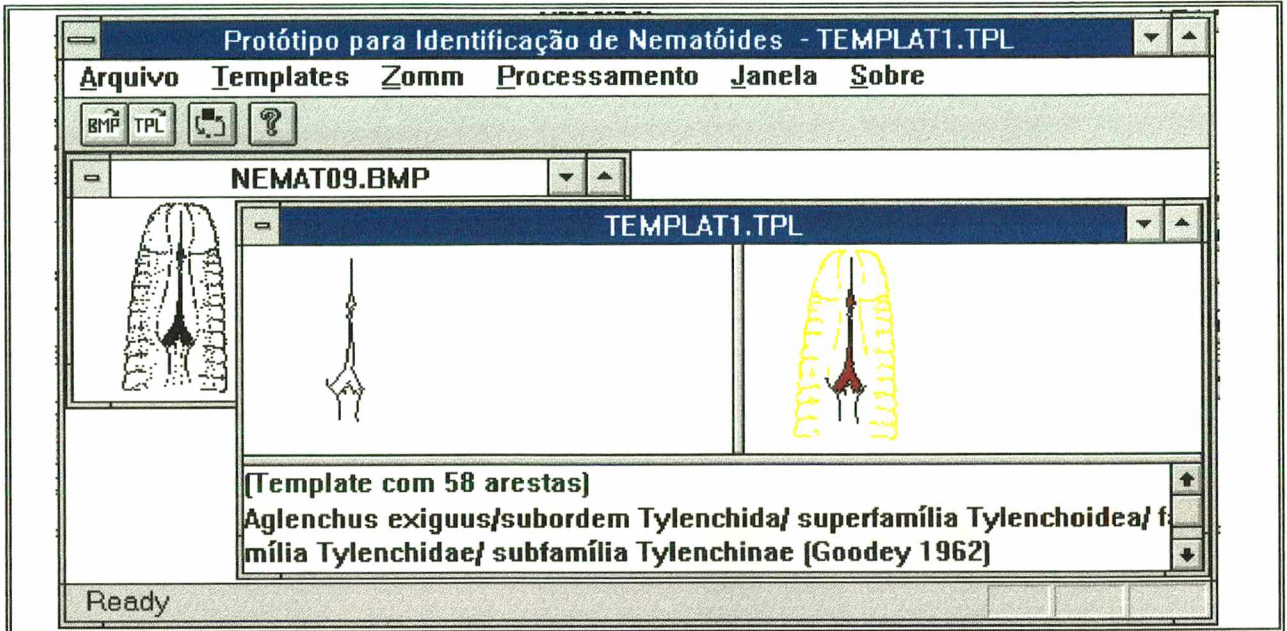 Protótipo para Identificação de Nematóides - TEMPLAT1.TPL
Arquivo Templates Zomm Processamento Janela Sobre
BMP TPL ?
NEMAT09.BMP
TEMPLAT1.TPL
(Template com 58 arestas)
Aglenchus exiguus/subordem Tylenchida/ superfamília Tylenchoidea/ fa
mília Tylenchidae/ subfamília Tylenchinae (Goodey 1962)
Ready